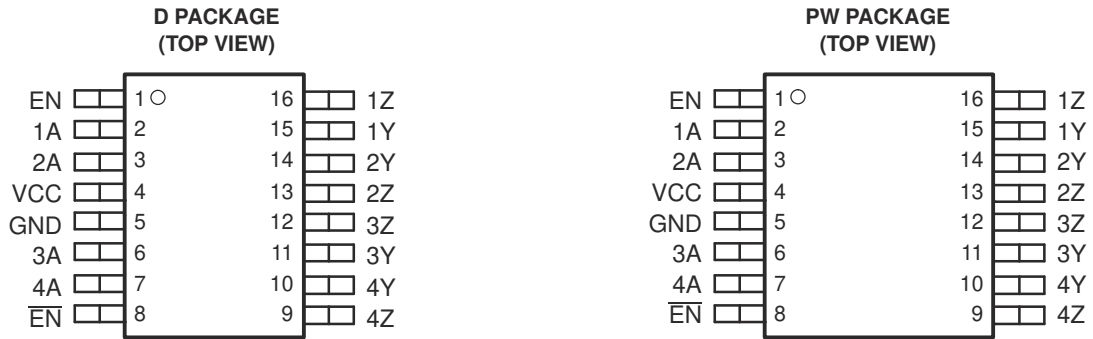 D PACKAGE
(TOP VIEW)
EN 1 16 1Z
1A 2 15 1Y
2A 3 14 2Y
VCC 4 13 2Z
GND 5 12 3Z
3A 6 11 3Y
4A 7 10 4Y
E̅N̅ 8 9 4Z
PW PACKAGE
(TOP VIEW)
EN 1 16 1Z
1A 2 15 1Y
2A 3 14 2Y
VCC 4 13 2Z
GND 5 12 3Z
3A 6 11 3Y
4A 7 10 4Y
E̅N̅ 8 9 4Z